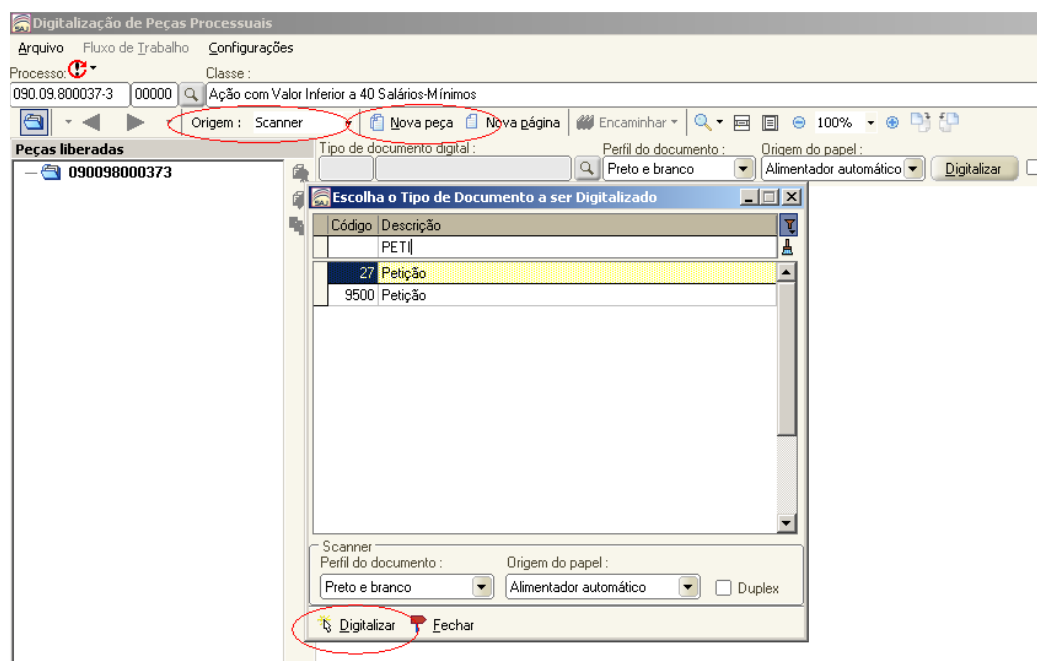 Digitalização de Peças Processuais
Arquivo Fluxo de Trabalho Configurações
Processo: Classe :
090.09.800037-3 00000 Ação com Valor Inferior a 40 Salários-Mínimos
Origem : Scanner Nova peça Nova página Encaminhar 100%
Peças liberadas Tipo de documento digital : Perfil do documento : Origem do papel :
090098000373 Preto e branco Alimentador automático Digitalizar
Escolha o Tipo de Documento a ser Digitalizado
Código Descrição
PETI
27 Petição
9500 Petição
Scanner
Perfil do documento : Origem do papel :
Preto e branco Alimentador automático Duplex
Digitalizar Fechar